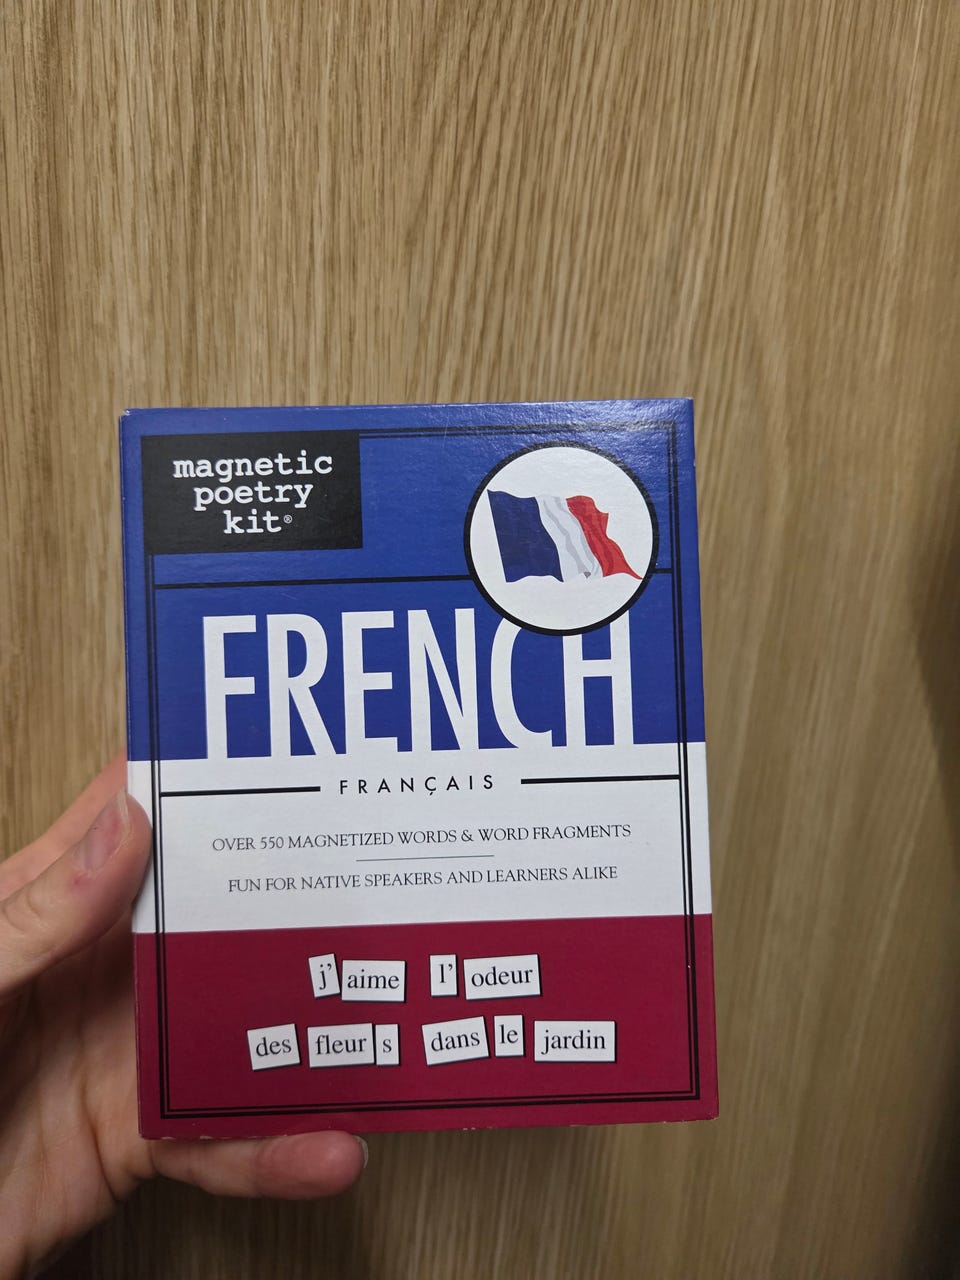 magnetic
poetry
kit®
FRENCH
FRANÇAIS
OVER 550 MAGNETIZED WORDS & WORD FRAGMENTS
FUN FOR NATIVE SPEAKERS AND LEARNERS ALIKE
j' aime l' odeur
des fleur s dans le jardin